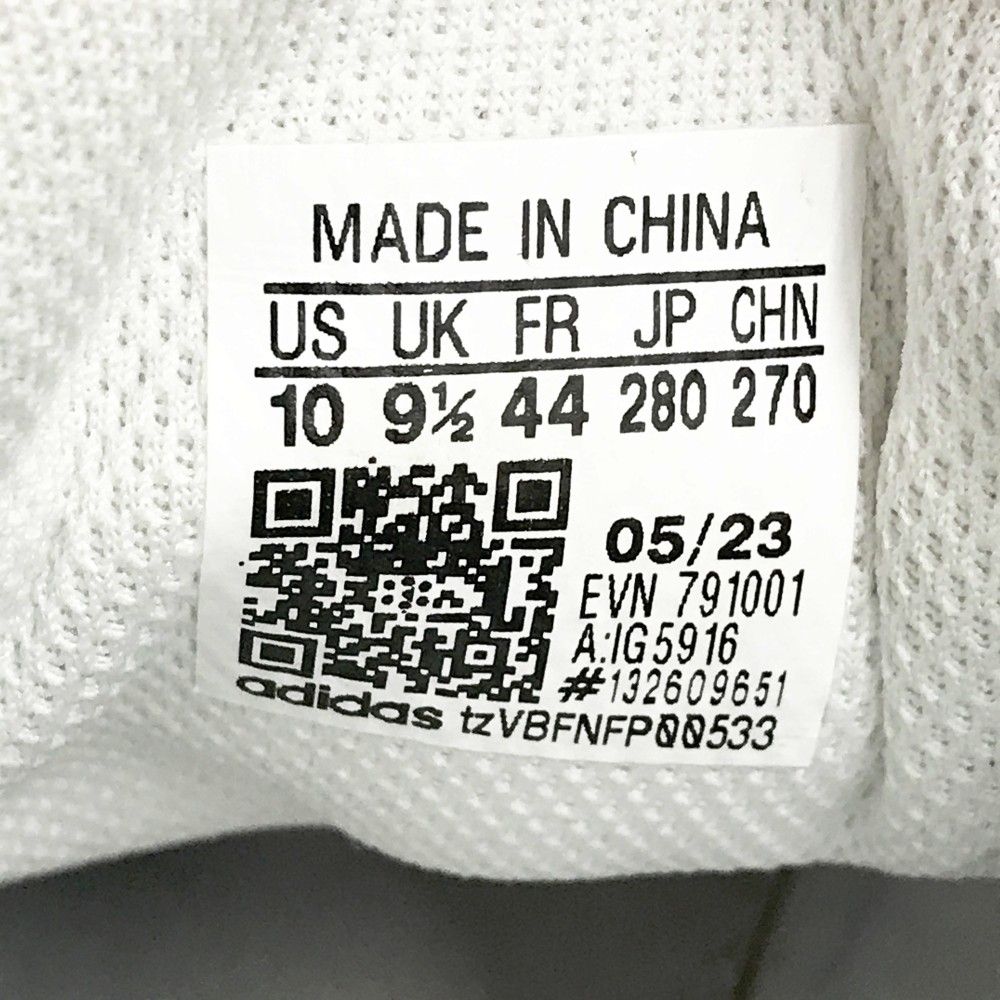 MADE IN CHINA
US UK FR JP CHN
10 9½ 44 280 270
05/23
EVN 791001
A:IG5916
#132609651
adidas tzVBFNFP00533